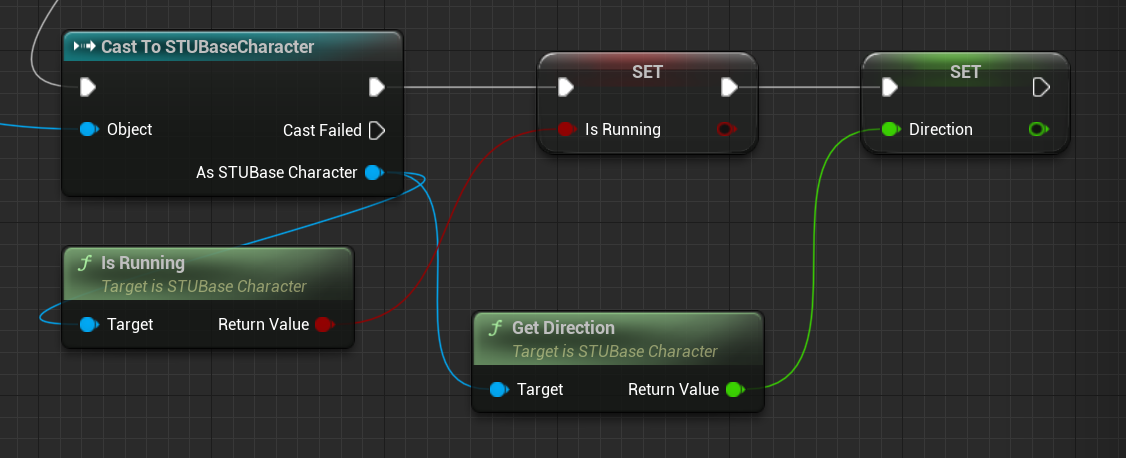 Cast To STUBaseCharacter
Object
Cast Failed
As STUBase Character
SET
Is Running
SET
Direction
f Is Running
Target is STUBase Character
Target
Return Value
f Get Direction
Target is STUBase Character
Target
Return Value